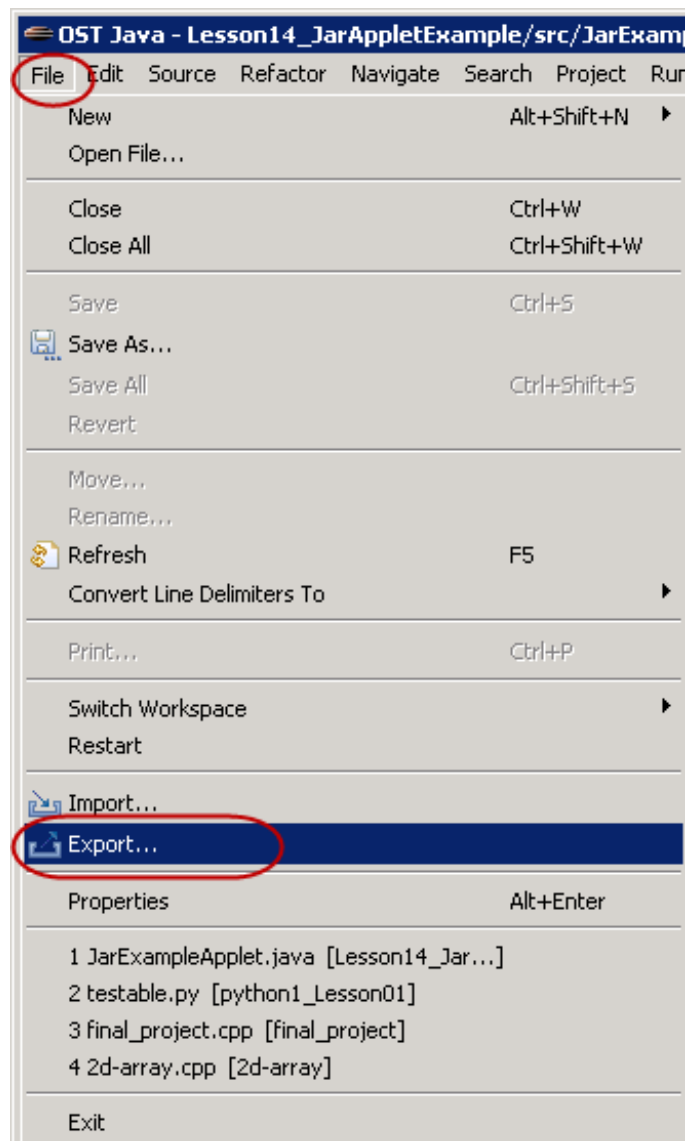 OST Java - Lesson14_JarAppletExample/src/JarExam
File Edit Source Refactor Navigate Search Project Run
New Alt+Shift+N
Open File...
Close Ctrl+W
Close All Ctrl+Shift+W
Save Ctrl+S
Save As...
Save All Ctrl+Shift+S
Revert
Move...
Rename...
Refresh F5
Convert Line Delimiters To
Print... Ctrl+P
Switch Workspace
Restart
Import...
Export...
Properties Alt+Enter
1 JarExampleApplet.java [Lesson14_Jar...]
2 testable.py [python1_Lesson01]
3 final_project.cpp [final_project]
4 2d-array.cpp [2d-array]
Exit